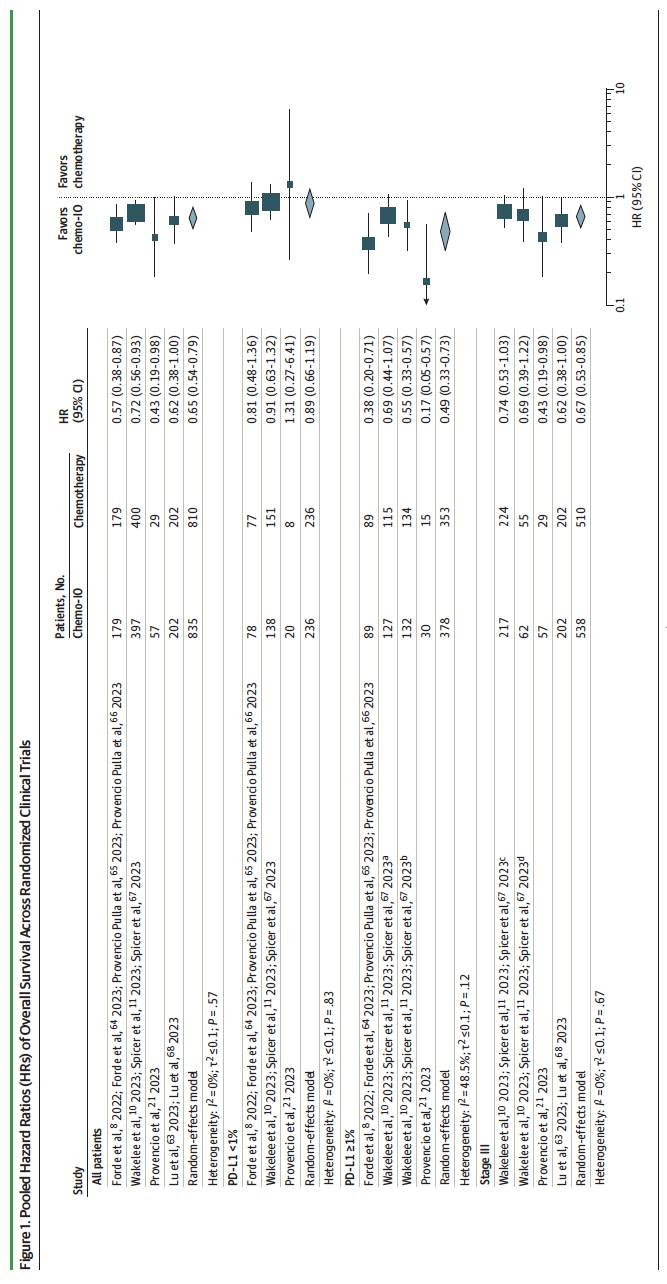 Figure 1. Pooled Hazard Ratios (HRs) of Overall Survival Across Randomized Clinical Trials
Patients, No.
Study Chemo-IO Chemotherapy HR (95% CI) Favors chemo-IO Favors chemotherapy
All patients
Forde et al,8 2022; Forde et al,64 2023; Provencio Pulla et al,65 2023; Provencio Pulla et al,66 2023 179 179 0.57 (0.38-0.87)
Wakelee et al,10 2023; Spicer et al,11 2023; Spicer et al,67 2023 397 400 0.72 (0.56-0.93)
Provencio et al,21 2023 57 29 0.43 (0.19-0.98)
Lu et al,63 2023; Lu et al,68 2023 202 202 0.62 (0.38-1.00)
Random-effects model 835 810 0.65 (0.54-0.79)
Heterogeneity: I2 = 0%; τ2 ≤0.1; P = .57
PD-L1 <1%
Forde et al,8 2022; Forde et al,64 2023; Provencio Pulla et al,65 2023; Provencio Pulla et al,66 2023 78 77 0.81 (0.48-1.36)
Wakelee et al,10 2023; Spicer et al,11 2023; Spicer et al,67 2023 138 151 0.91 (0.63-1.32)
Provencio et al,21 2023 20 8 1.31 (0.27-6.41)
Random-effects model 236 236 0.89 (0.66-1.19)
Heterogeneity: I2 = 0%; τ2 ≤0.1; P = .83
PD-L1 ≥1%
Forde et al,8 2022; Forde et al,64 2023; Provencio Pulla et al,65 2023; Provencio Pulla et al,66 2023 89 89 0.38 (0.20-0.71)
Wakelee et al,10 2023; Spicer et al,11 2023; Spicer et al,67 2023a 127 115 0.69 (0.44-1.07)
Wakelee et al,10 2023; Spicer et al,11 2023; Spicer et al,67 2023b 132 134 0.55 (0.33-0.57)
Provencio et al,21 2023 30 15 0.17 (0.05-0.57)
Random-effects model 378 353 0.49 (0.33-0.73)
Heterogeneity: I2 = 48.5%; τ2 ≤0.1; P = .12
Stage III
Wakelee et al,10 2023; Spicer et al,11 2023; Spicer et al,67 2023c 217 224 0.74 (0.53-1.03)
Wakelee et al,10 2023; Spicer et al,11 2023; Spicer et al,67 2023d 62 55 0.69 (0.39-1.22)
Provencio et al,21 2023 57 29 0.43 (0.19-0.98)
Lu et al,63 2023; Lu et al,68 2023 202 202 0.62 (0.38-1.00)
Random-effects model 538 510 0.67 (0.53-0.85)
Heterogeneity: I2 = 0%; τ2 ≤0.1; P = .67
0.1 1 10
HR (95% CI)